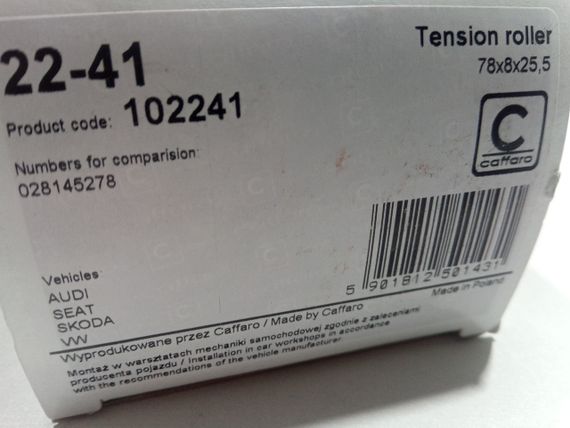 Tension roller
78x8x25,5
22-41
Product code: 102241
C
caffaro
Numbers for comparision:
028145278
5 901812 501431
Made in Poland
Vehicles:
AUDI
SEAT
SKODA
VW
Wyprodukowane przez Caffaro / Made by Caffaro
Montaż w warsztatach mechaniki samochodowej zgodnie z zaleceniami
producenta pojazdu / Installation in car workshops in accordance
with the recommendations of the vehicle manufacturer.